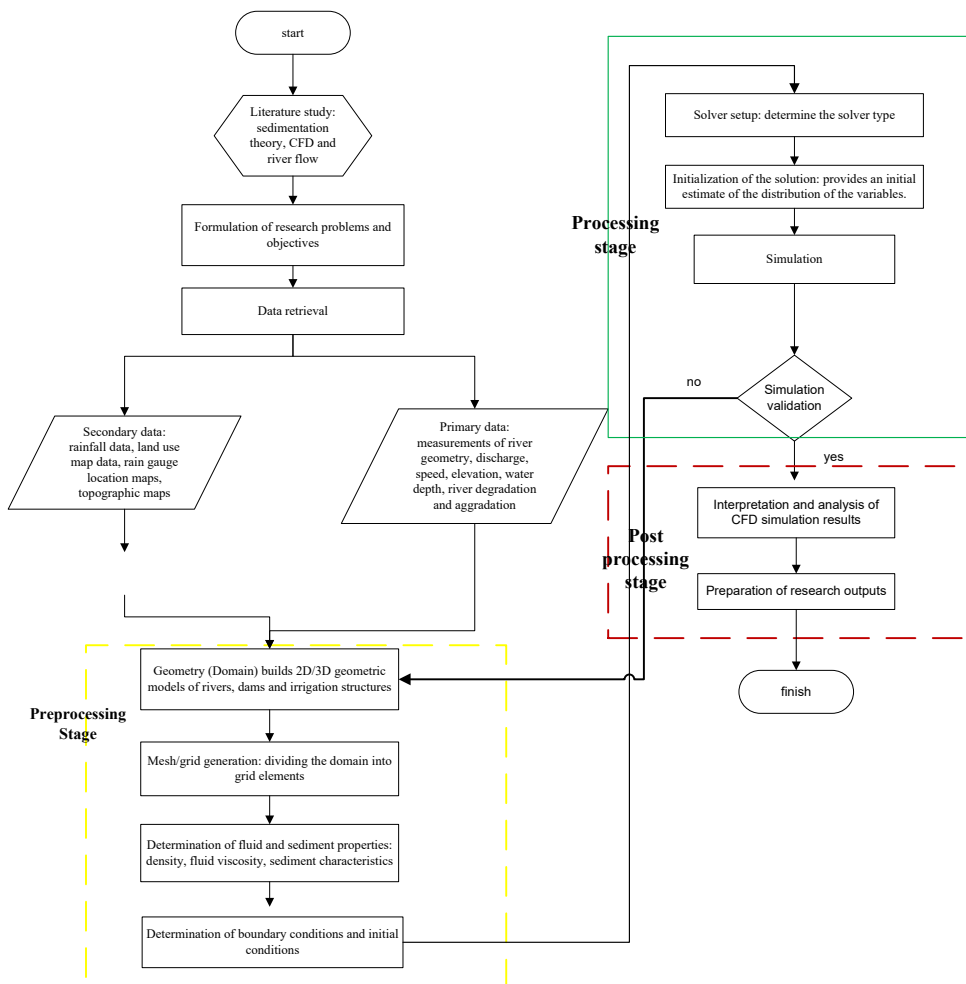 start
Literature study:
sedimentation
theory, CFD and
river flow
Formulation of research problems and
objectives
Data retrieval
Secondary data:
rainfall data, land use
map data, rain gauge
location maps,
topographic maps
Primary data:
measurements of river
geometry, discharge,
speed, elevation, water
depth, river degradation
and aggradation
Preprocessing
Stage
Geometry (Domain) builds 2D/3D geometric
models of rivers, dams and irrigation structures
Mesh/grid generation: dividing the domain into
grid elements
Determination of fluid and sediment properties:
density, fluid viscosity, sediment characteristics
Determination of boundary conditions and initial
conditions
Processing
stage
Solver setup: determine the solver type
Initialization of the solution: provides an initial
estimate of the distribution of the variables.
Simulation
Simulation
validation
no
yes
Post
processing
stage
Interpretation and analysis of
CFD simulation results
Preparation of research outputs
finish